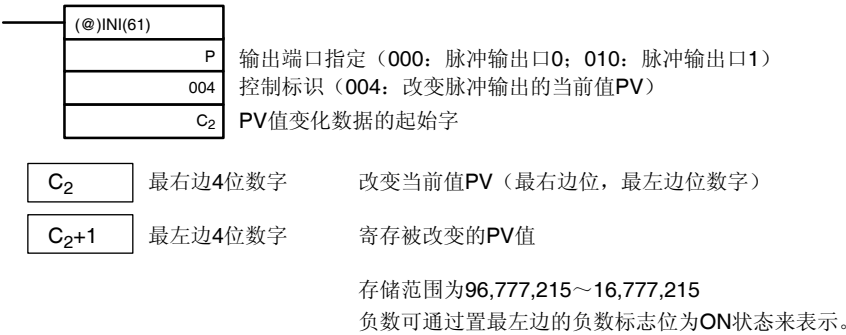 (@)INI(61)
P 输出端口指定（000：脉冲输出口0；010：脉冲输出口1）
004 控制标识（004：改变脉冲输出的当前值PV）
C2 PV值变化数据的起始字
C2 最右边4位数字 改变当前值PV（最右边位，最左边位数字）
C2+1 最左边4位数字 寄存被改变的PV值
存储范围为96,777,215～16,777,215
负数可通过置最左边的负数标志位为ON状态来表示。